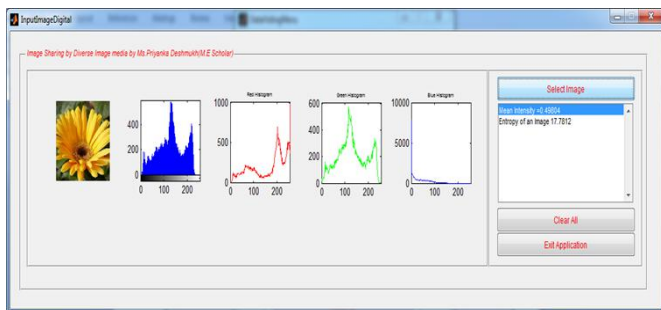 InputImageDigital
Image Sharing by Diverse Image media by Ms Priyanka Deshmukh(M.E Scholar)
Red Histogram
Green Histogram
Blue Histogram
400
200
0
0 100 200
1000
500
0
0 100 200
600
400
200
0
0 100 200
10000
5000
0
0 100 200
Select Image
Mean Intensity =0.49804
Entropy of an Image 17.7812
Clear All
Exit Application